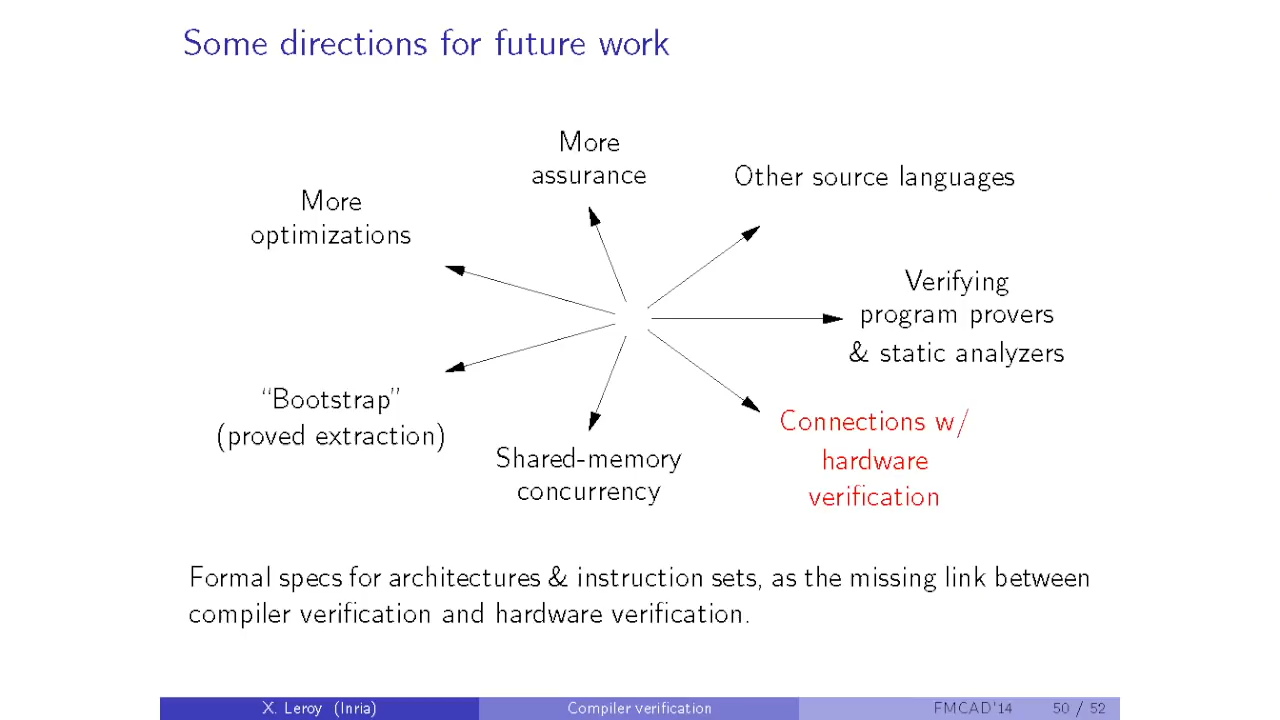 Some directions for future work
More
assurance
Other source languages
More
optimizations
Verifying
program provers
& static analyzers
“Bootstrap”
(proved extraction)
Connections w/
hardware
verification
Shared-memory
concurrency
Formal specs for architectures & instruction sets, as the missing link between
compiler verification and hardware verification.
X. Leroy (Inria)
Compiler verification
FMCAD'14
50 / 52